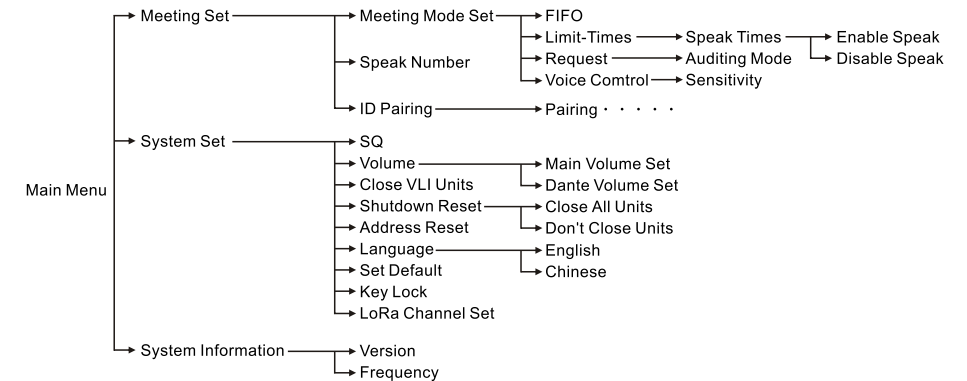 Meeting Set Meeting Mode Set FIFO
Limit-Times Speak Times Enable Speak
Speak Number Request Auditing Mode Disable Speak
Voice Comtrol Sensitivity
ID Pairing Pairing · · · · ·
System Set SQ
Volume Main Volume Set
Close VLI Units Dante Volume Set
Main Menu Shutdown Reset Close All Units
Address Reset Don't Close Units
Language English
Set Default Chinese
Key Lock
LoRa Channel Set
System Information Version
Frequency